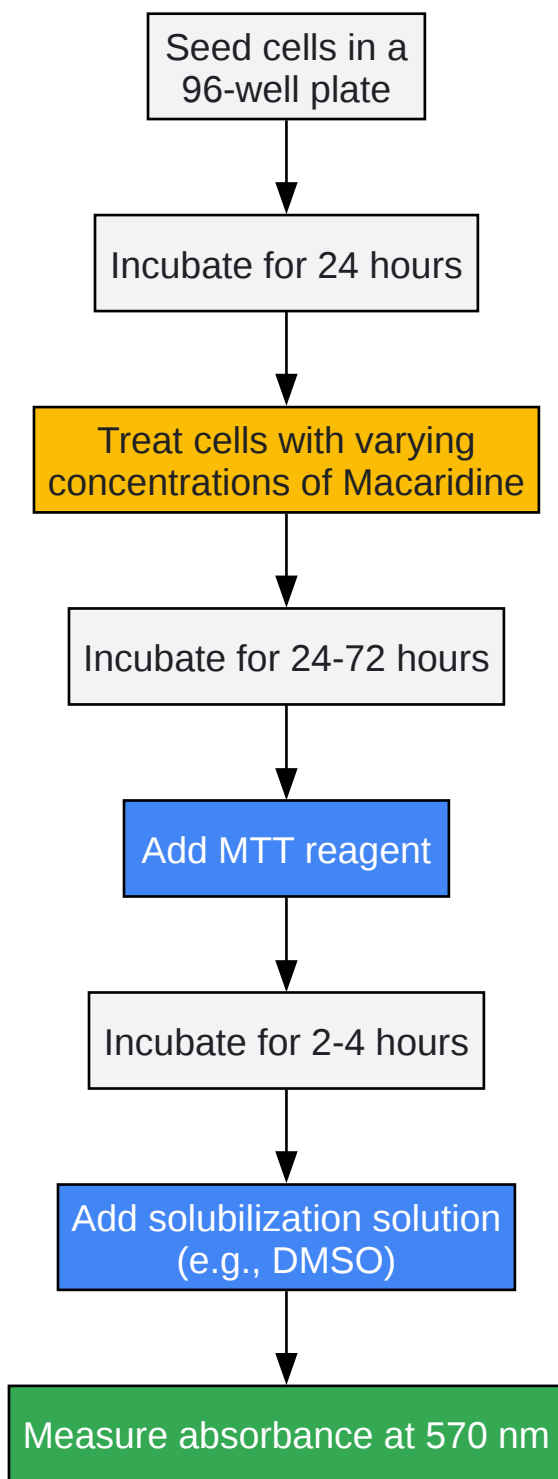 Seed cells in a
96-well plate
Incubate for 24 hours
Treat cells with varying
concentrations of Macaridine
Incubate for 24-72 hours
Add MTT reagent
Incubate for 2-4 hours
Add solubilization solution
(e.g., DMSO)
Measure absorbance at 570 nm